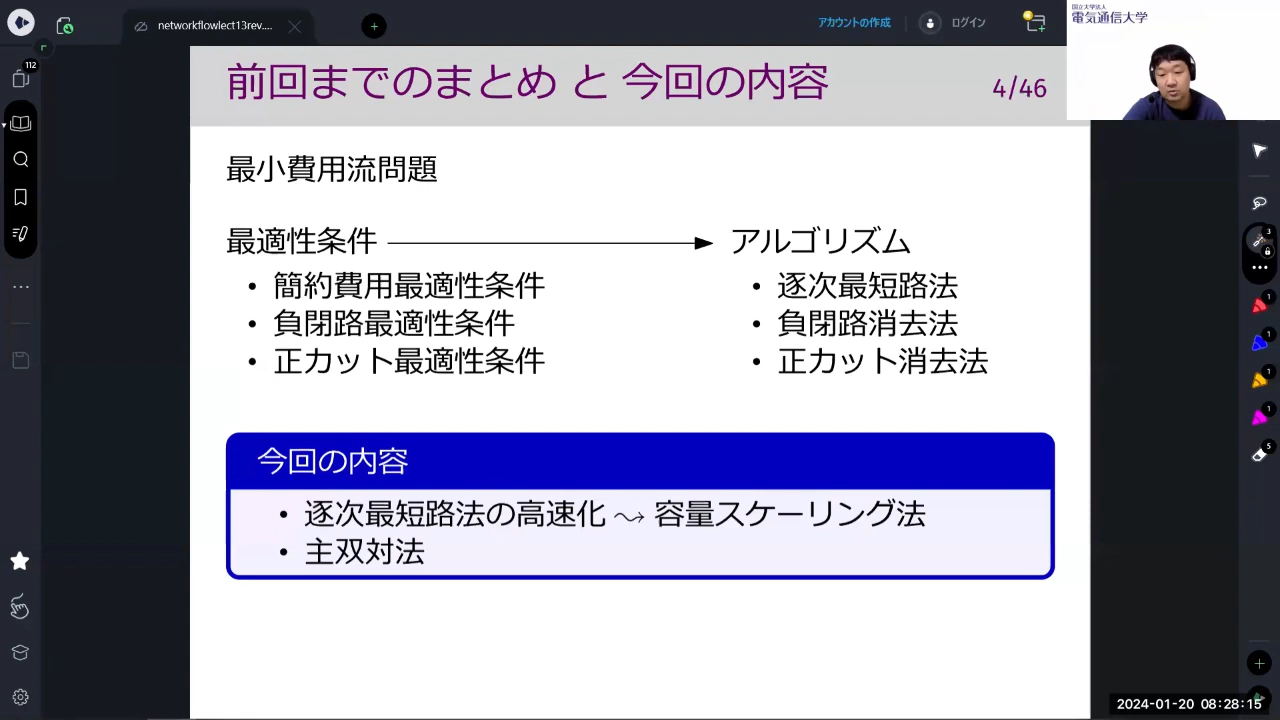 networkflowlect13rev....
アカウントの作成
ログイン
国立大学法人
電気通信大学
112
前回までのまとめ と 今回の内容
4/46
最小費用流問題
最適性条件
アルゴリズム
• 簡約費用最適性条件
• 逐次最短路法
• 負閉路最適性条件
• 負閉路消去法
• 正カット最適性条件
• 正カット消去法
今回の内容
• 逐次最短路法の高速化 ⤳ 容量スケーリング法
• 主双対法
3
1
1
1
1
5
2024-01-20 08:28:15